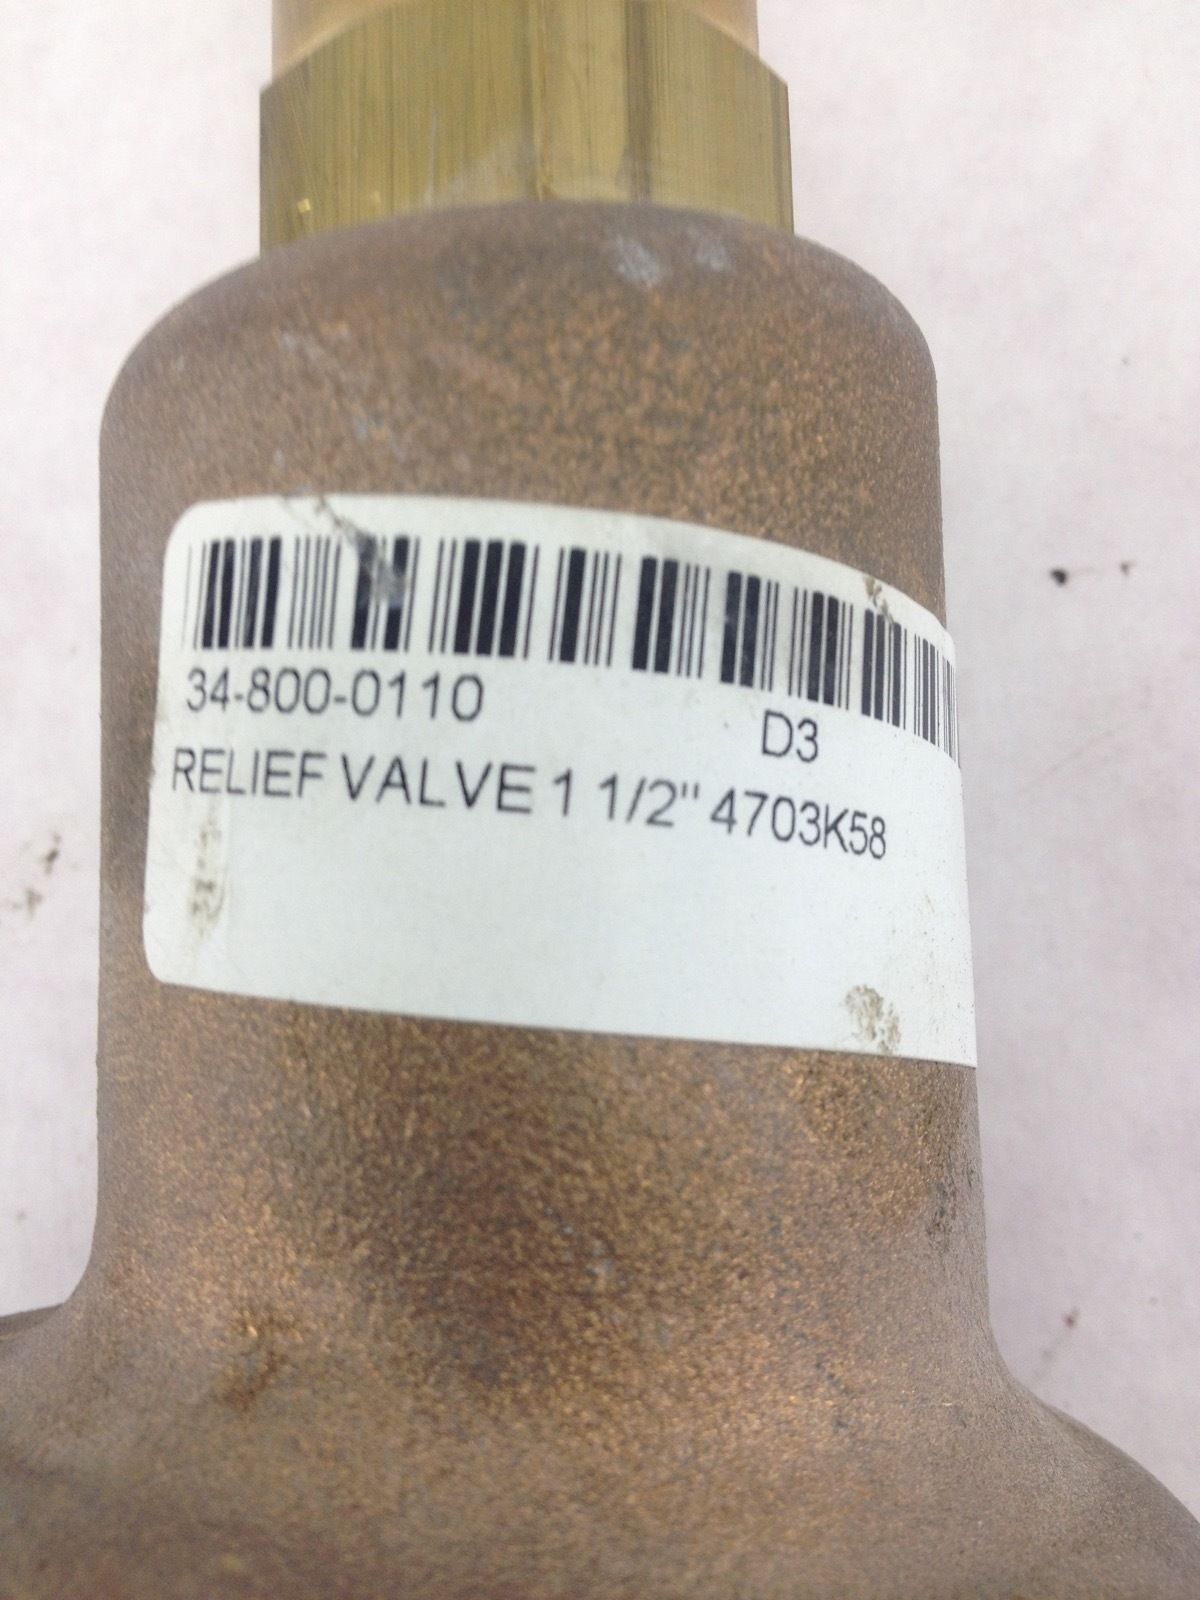 34-800-0110 D3
RELIEF VALVE 1 1/2" 4703K58